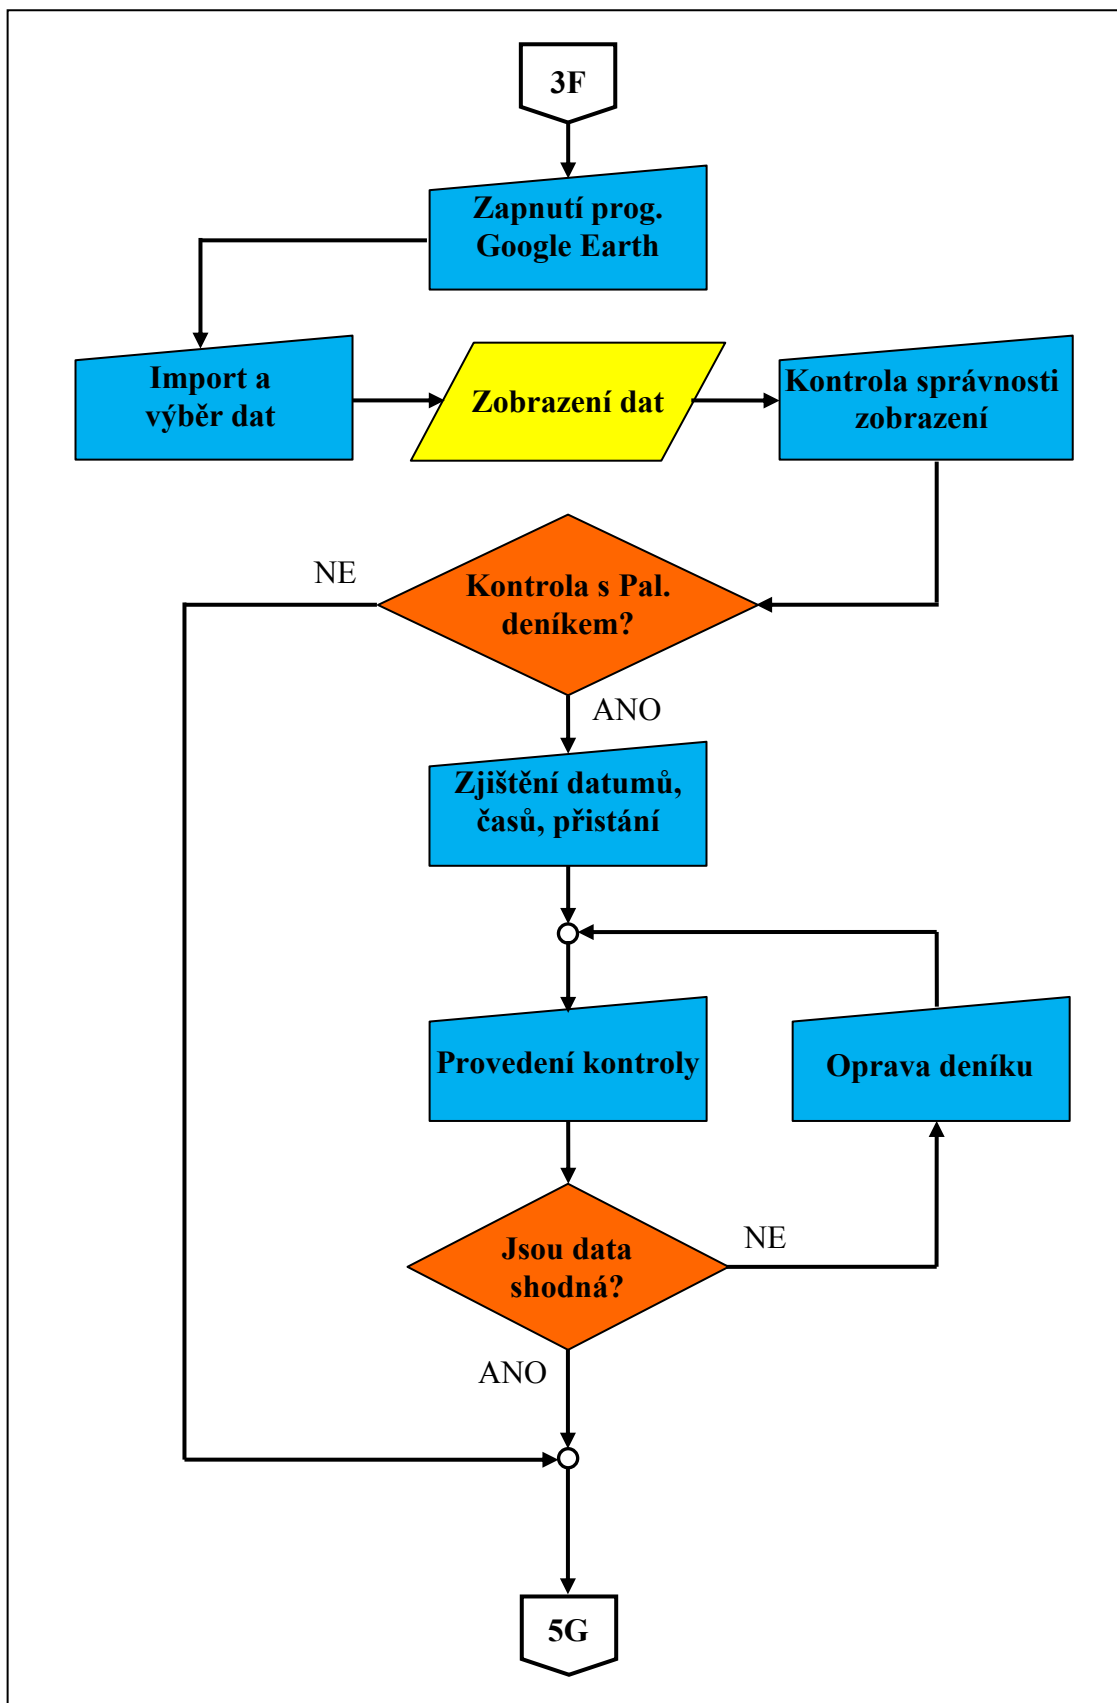 3F
Zapnutí prog.
Google Earth
Import a
výběr dat
Zobrazení dat
Kontrola správnosti
zobrazení
NE
Kontrola s Pal.
deníkem?
ANO
Zjištění datumů,
časů, přistání
Provedení kontroly
Oprava deníku
Jsou data
shodná?
NE
ANO
5G